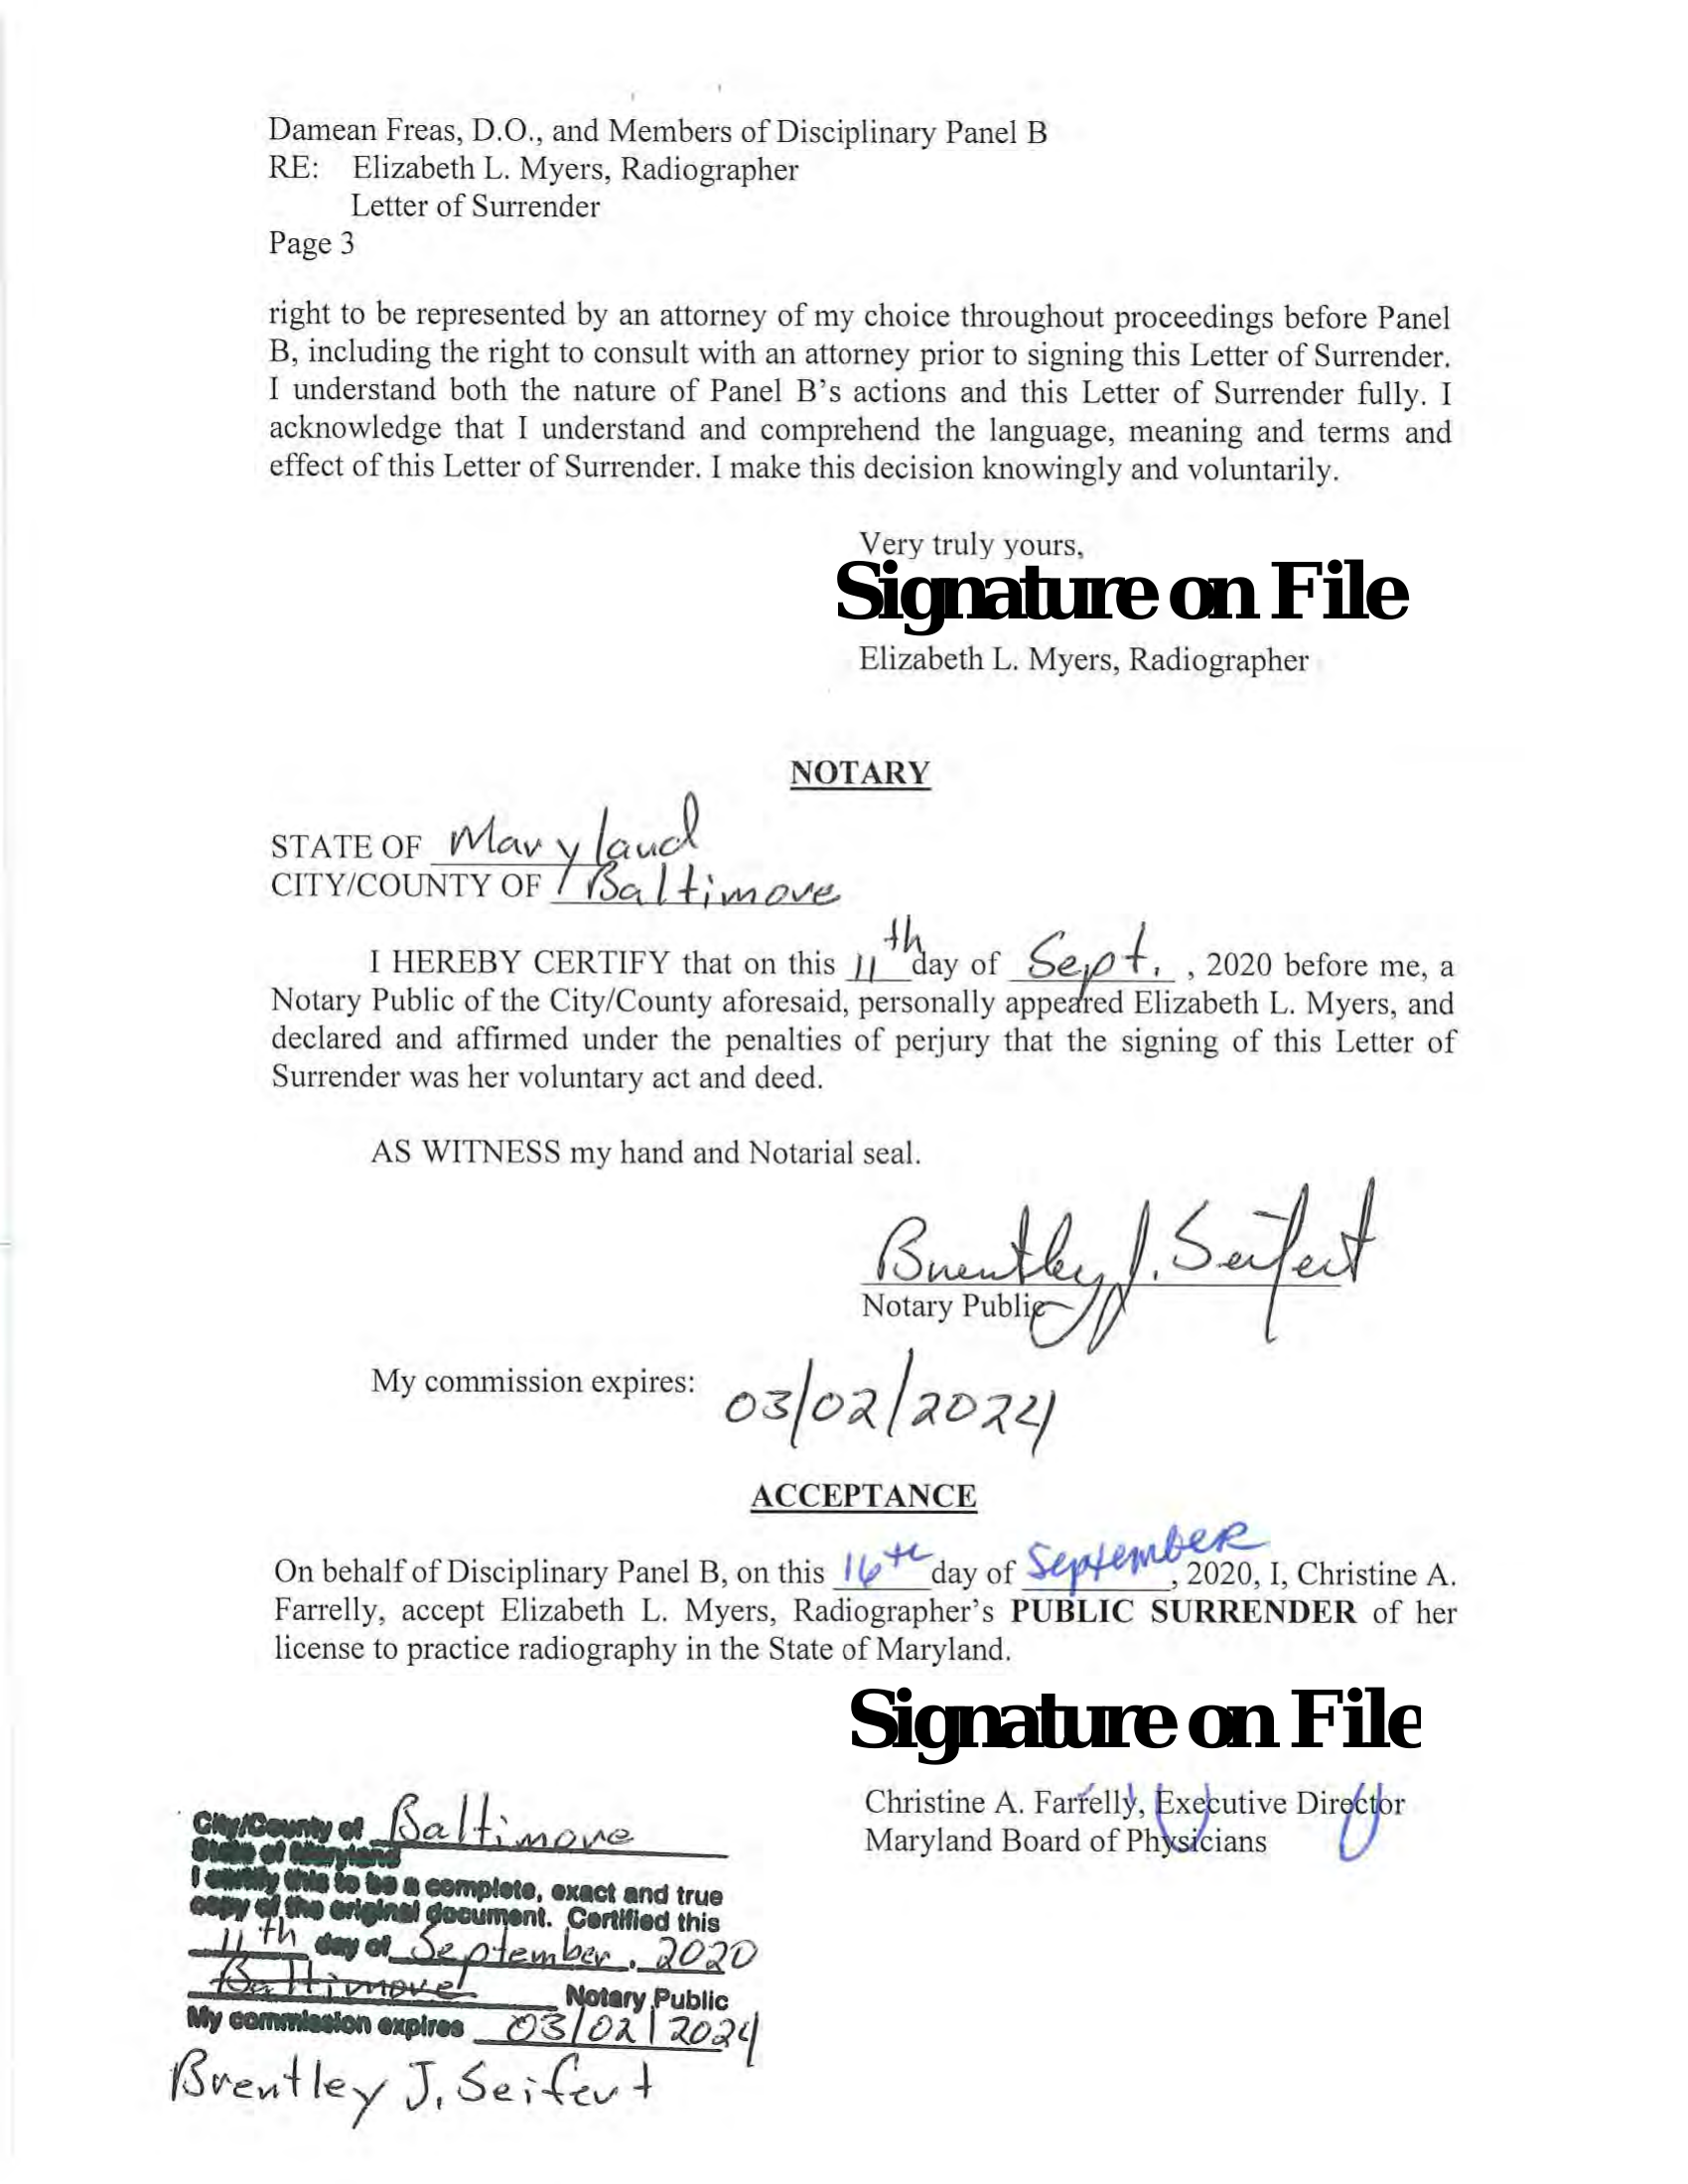 Damean Freas, D.O., and Members of Disciplinary Panel B
RE: Elizabeth L. Myers, Radiographer
Letter of Surrender
Page 3
right to be represented by an attorney of my choice throughout proceedings before Panel
B, including the right to consult with an attorney prior to signing this Letter of Surrender.
I understand both the nature of Panel B's actions and this Letter of Surrender fully. I
acknowledge that I understand and comprehend the language, meaning and terms and
effect of this Letter of Surrender. I make this decision knowingly and voluntarily.
Very truly yours,
Signature on File
Elizabeth L. Myers, Radiographer
NOTARY
STATE OF Maryland
CITY/COUNTY OF Baltimore
I HEREBY CERTIFY that on this 11th day of Sept. , 2020 before me, a
Notary Public of the City/County aforesaid, personally appeared Elizabeth L. Myers, and
declared and affirmed under the penalties of perjury that the signing of this Letter of
Surrender was her voluntary act and deed.
AS WITNESS my hand and Notarial seal.
Brentley J. Seifert
Notary Public
My commission expires: 03/02/2024
ACCEPTANCE
On behalf of Disciplinary Panel B, on this 16th day of September, 2020, I, Christine A.
Farrelly, accept Elizabeth L. Myers, Radiographer's PUBLIC SURRENDER of her
license to practice radiography in the State of Maryland.
Signature on File
Christine A. Farrelly, Executive Director
Maryland Board of Physicians
City/County of Baltimore
State of Maryland
I certify this to be a complete, exact and true
copy of the original document. Certified this
11th day of September, 2020
Baltimore Notary Public
My commission expires 03/02/2024
Brentley J. Seifert